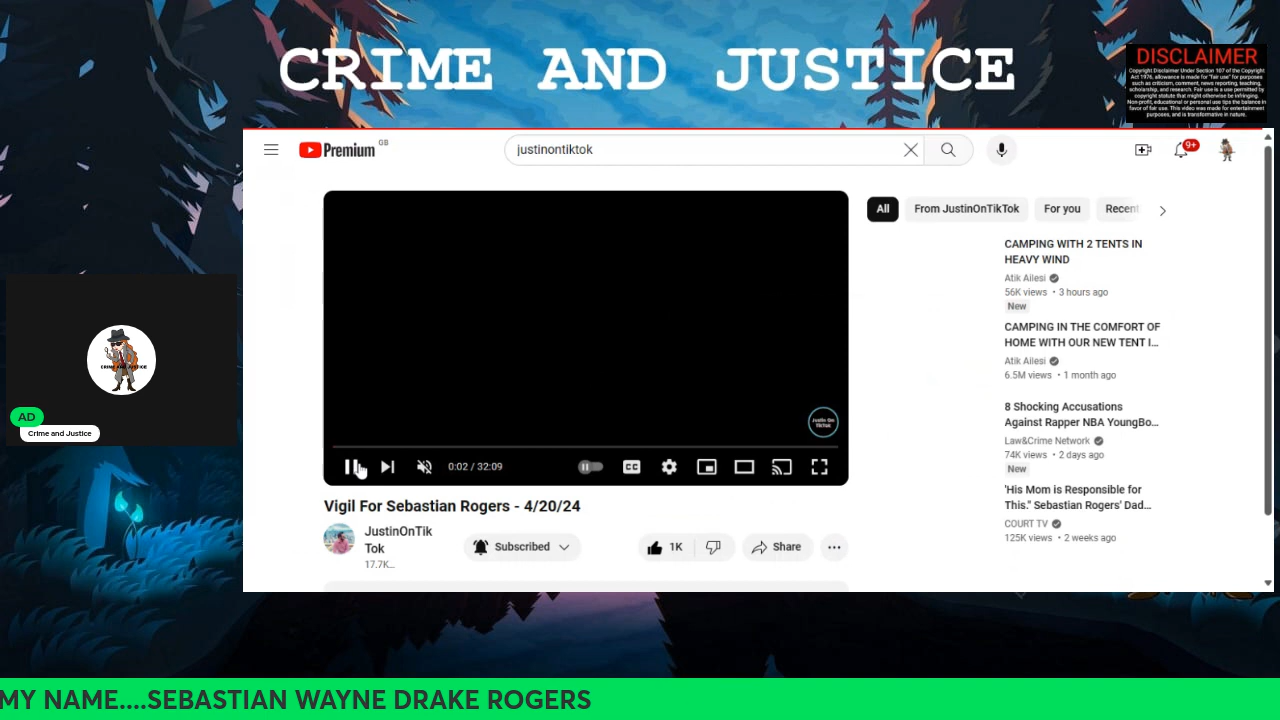 CRIME AND JUSTICE
DISCLAIMER
Copyright Disclaimer Under Section 107 of the Copyright
Act 1976, allowance is made for "fair use" for purposes
such as criticism, comment, news reporting, teaching,
scholarship, and research. Fair use is a use permitted by
copyright statute that might otherwise be infringing.
Non-profit, educational or personal use tips the balance in
favor of fair use. This video was made for entertainment
purposes, and is transformative in nature.
Premium GB
justinontiktok
9+
All
From JustinOnTikTok
For you
Recent
CAMPING WITH 2 TENTS IN
HEAVY WIND
Atik Ailesi
56K views • 3 hours ago
New
CAMPING IN THE COMFORT OF
HOME WITH OUR NEW TENT I...
Atik Ailesi
6.5M views • 1 month ago
8 Shocking Accusations
Against Rapper NBA YoungBo...
Law&Crime Network
74K views • 2 days ago
New
'His Mom is Responsible for
This." Sebastian Rogers' Dad...
COURT TV
125K views • 2 weeks ago
Justin On
TikTok
0:02 / 32:09
CC
Vigil For Sebastian Rogers - 4/20/24
JustinOnTik
Tok
17.7K...
Subscribed
1K
Share
CRIME AND JUSTICE
AD
Crime and Justice
MY NAME....SEBASTIAN WAYNE DRAKE ROGERS